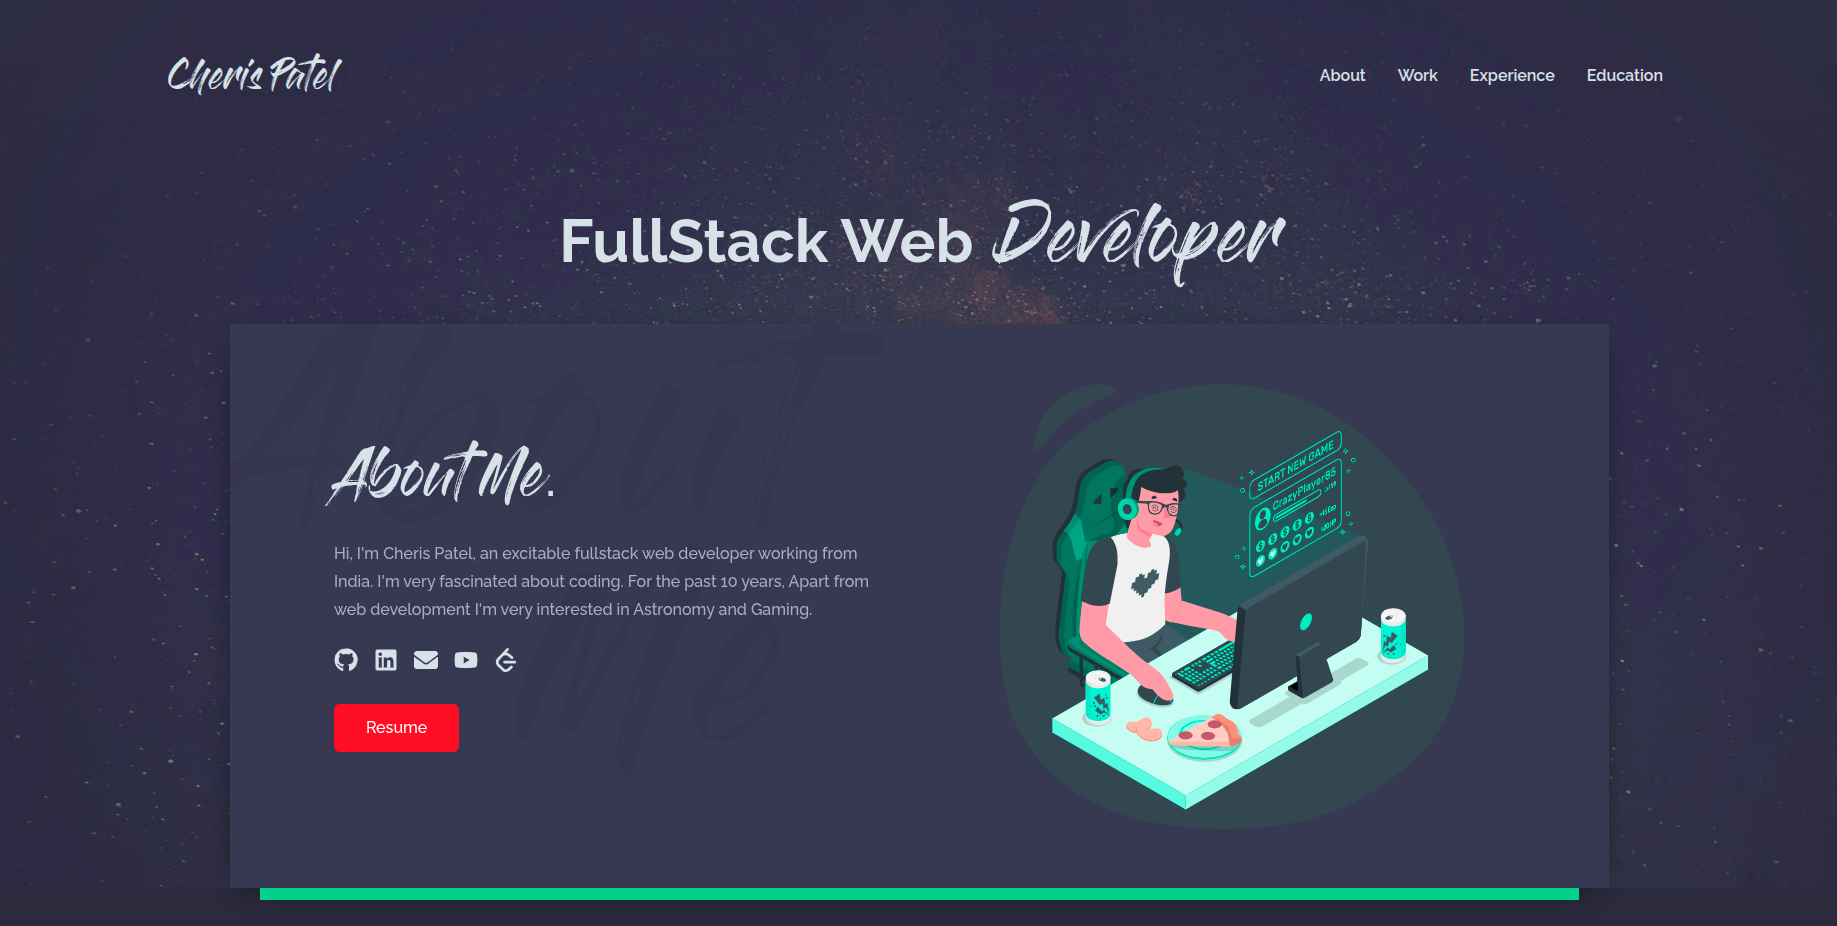 Cheris Patel
About Work Experience Education
FullStack Web Developer
About
Me
About Me.
Hi, I'm Cheris Patel, an excitable fullstack web developer working from
India. I'm very fascinated about coding. For the past 10 years, Apart from
web development I'm very interested in Astronomy and Gaming.
Resume
START NEW GAME
CrazyPlayer85